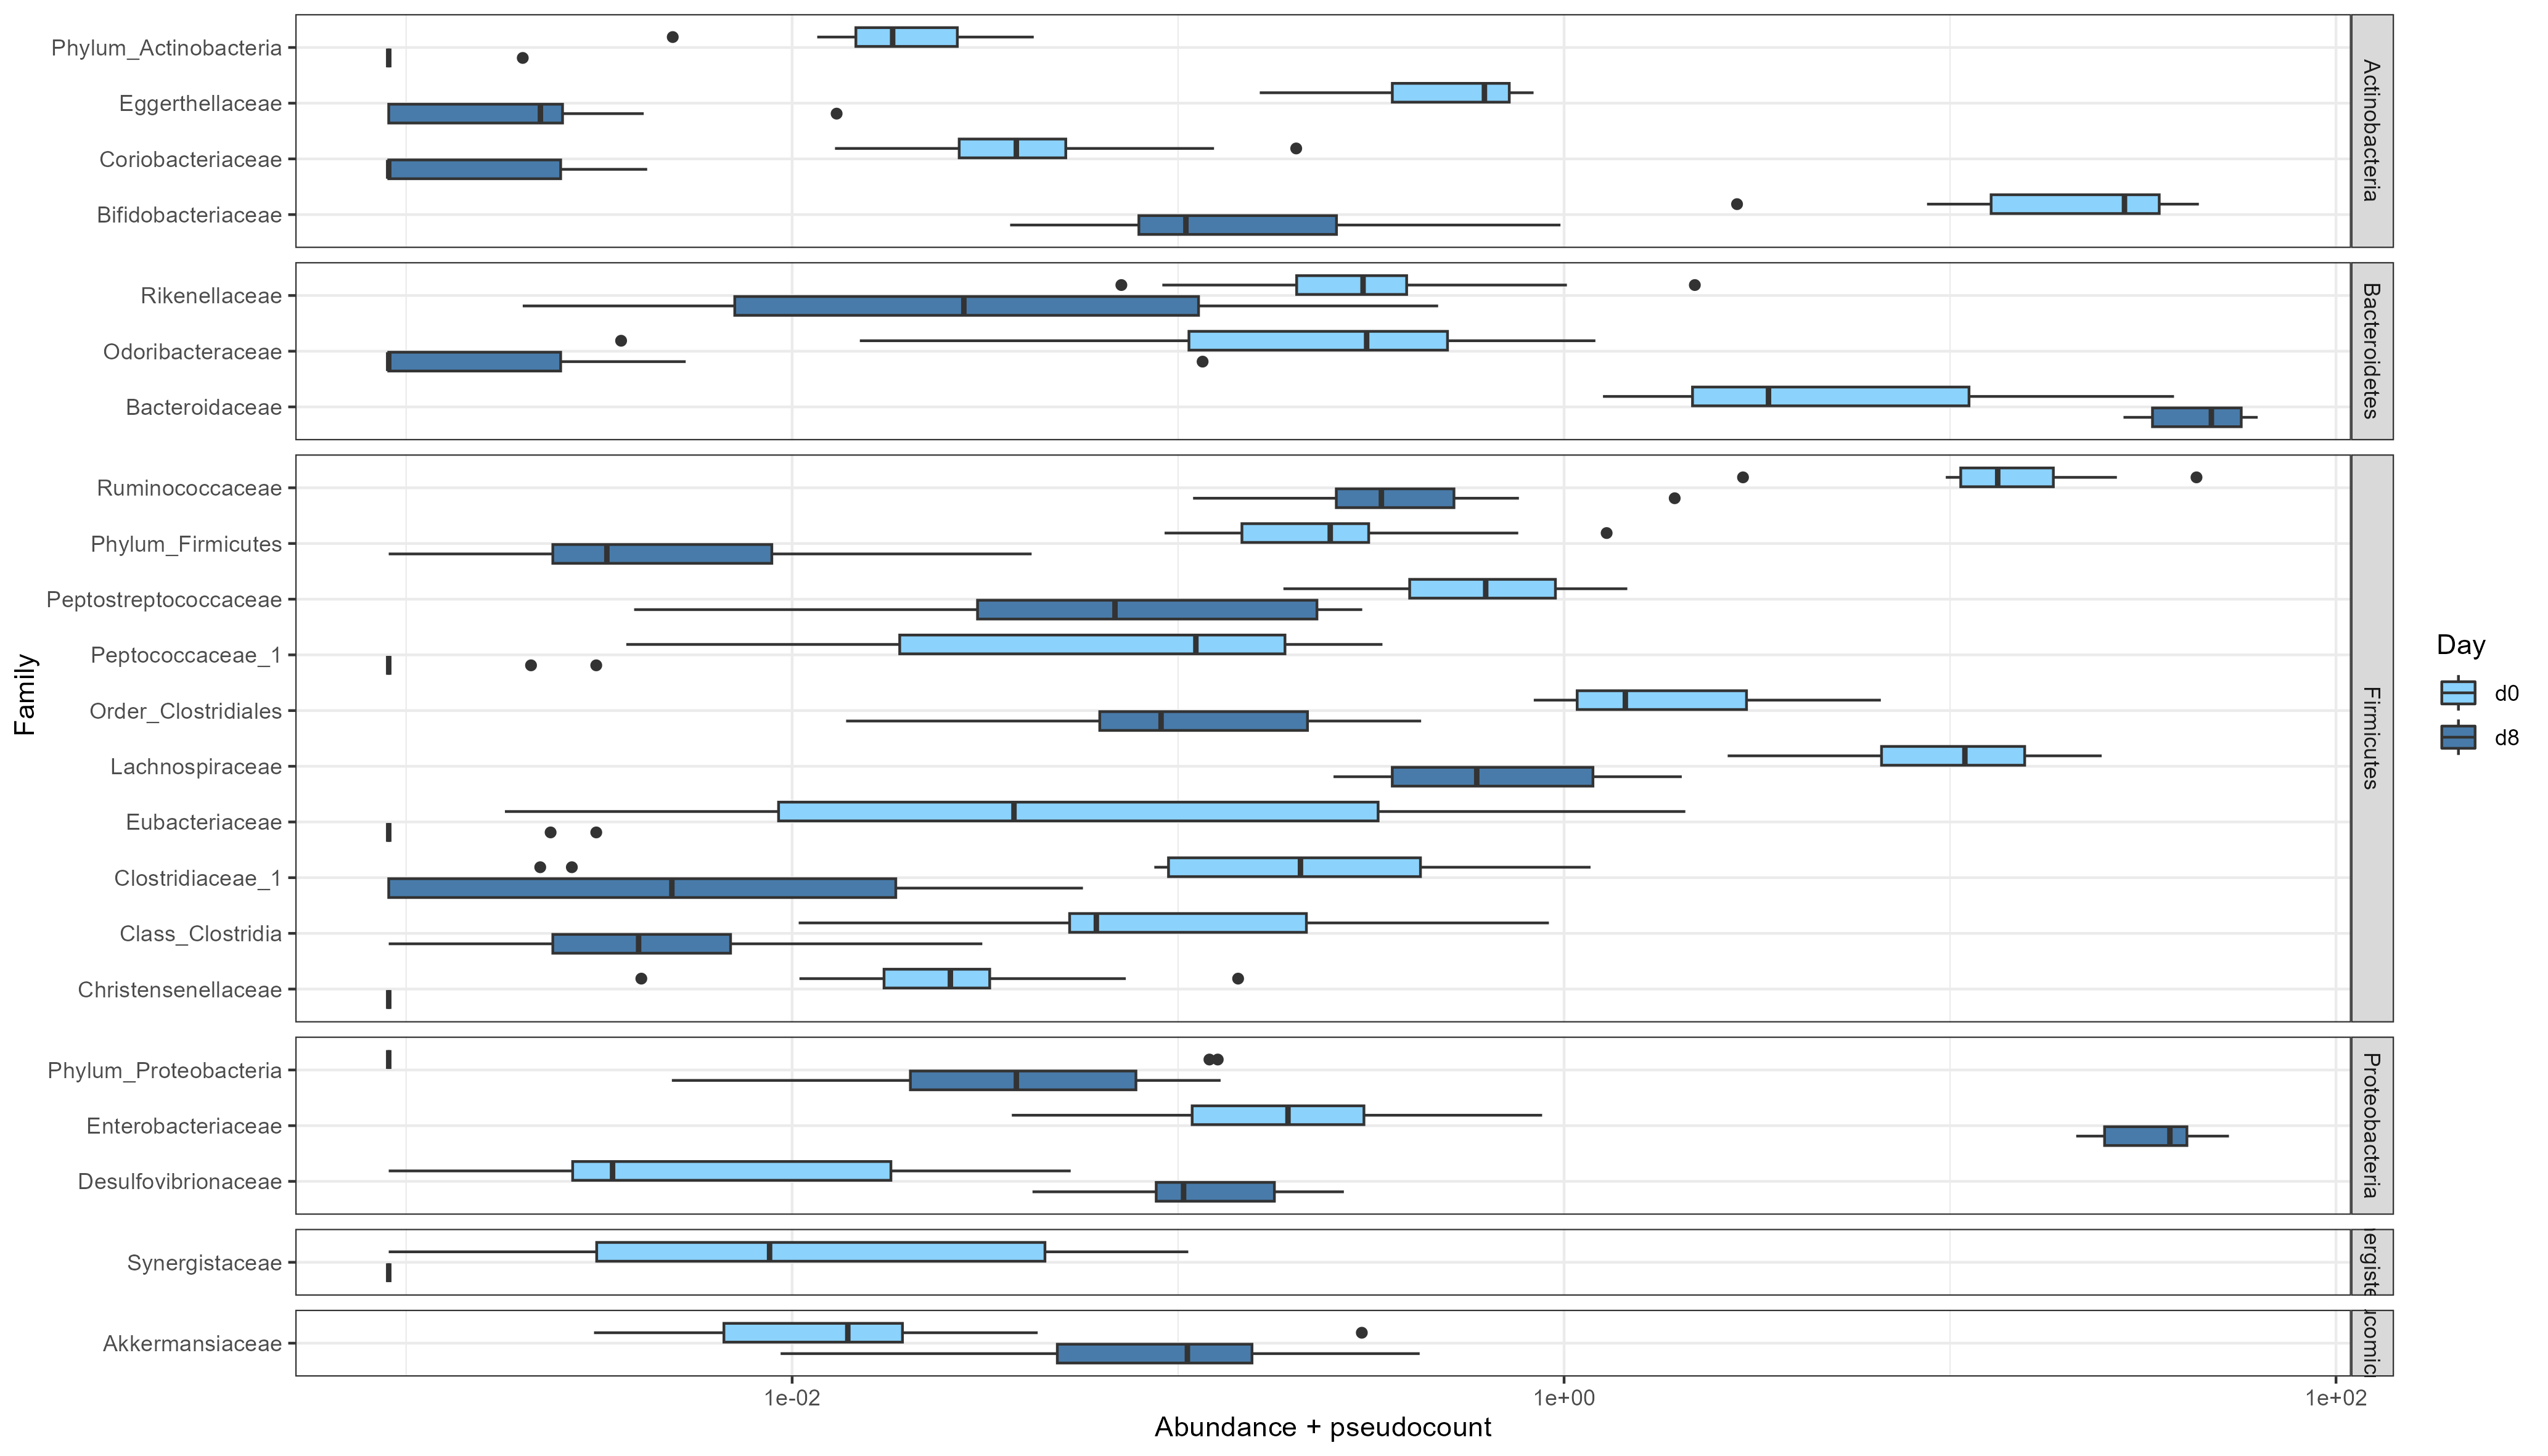 Phylum_Actinobacteria
Eggerthellaceae
Coriobacteriaceae
Bifidobacteriaceae
Actinobacteria
Rikenellaceae
Odoribacteraceae
Bacteroidaceae
Bacteroidetes
Ruminococcaceae
Phylum_Firmicutes
Peptostreptococcaceae
Peptococcaceae_1
Order_Clostridiales
Lachnospiraceae
Eubacteriaceae
Clostridiaceae_1
Class_Clostridia
Christensenellaceae
Firmicutes
Phylum_Proteobacteria
Enterobacteriaceae
Desulfovibrionaceae
Proteobacteria
Synergistaceae
Akkermansiaceae
Family
1e-02 1e+00 1e+02
Abundance + pseudocount
Day
d0
d8